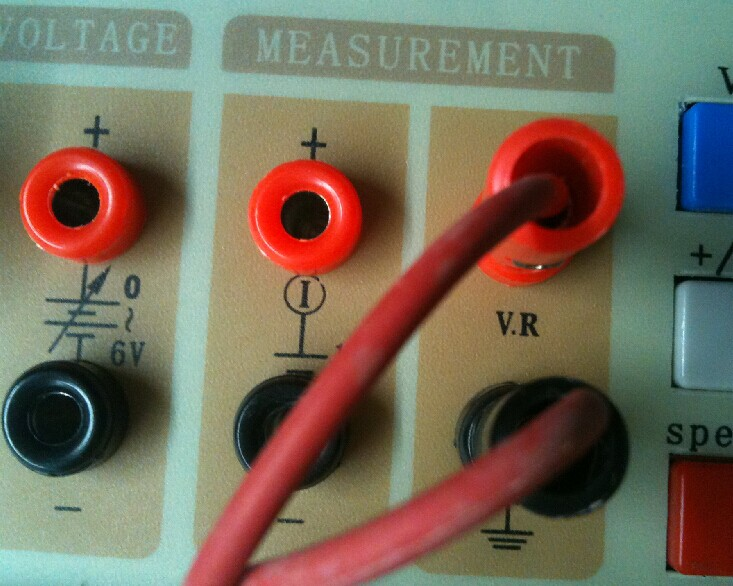 VOLTAGE
MEASUREMENT
+
+
0
~
6V
I
V.R
−
−
+/
spe